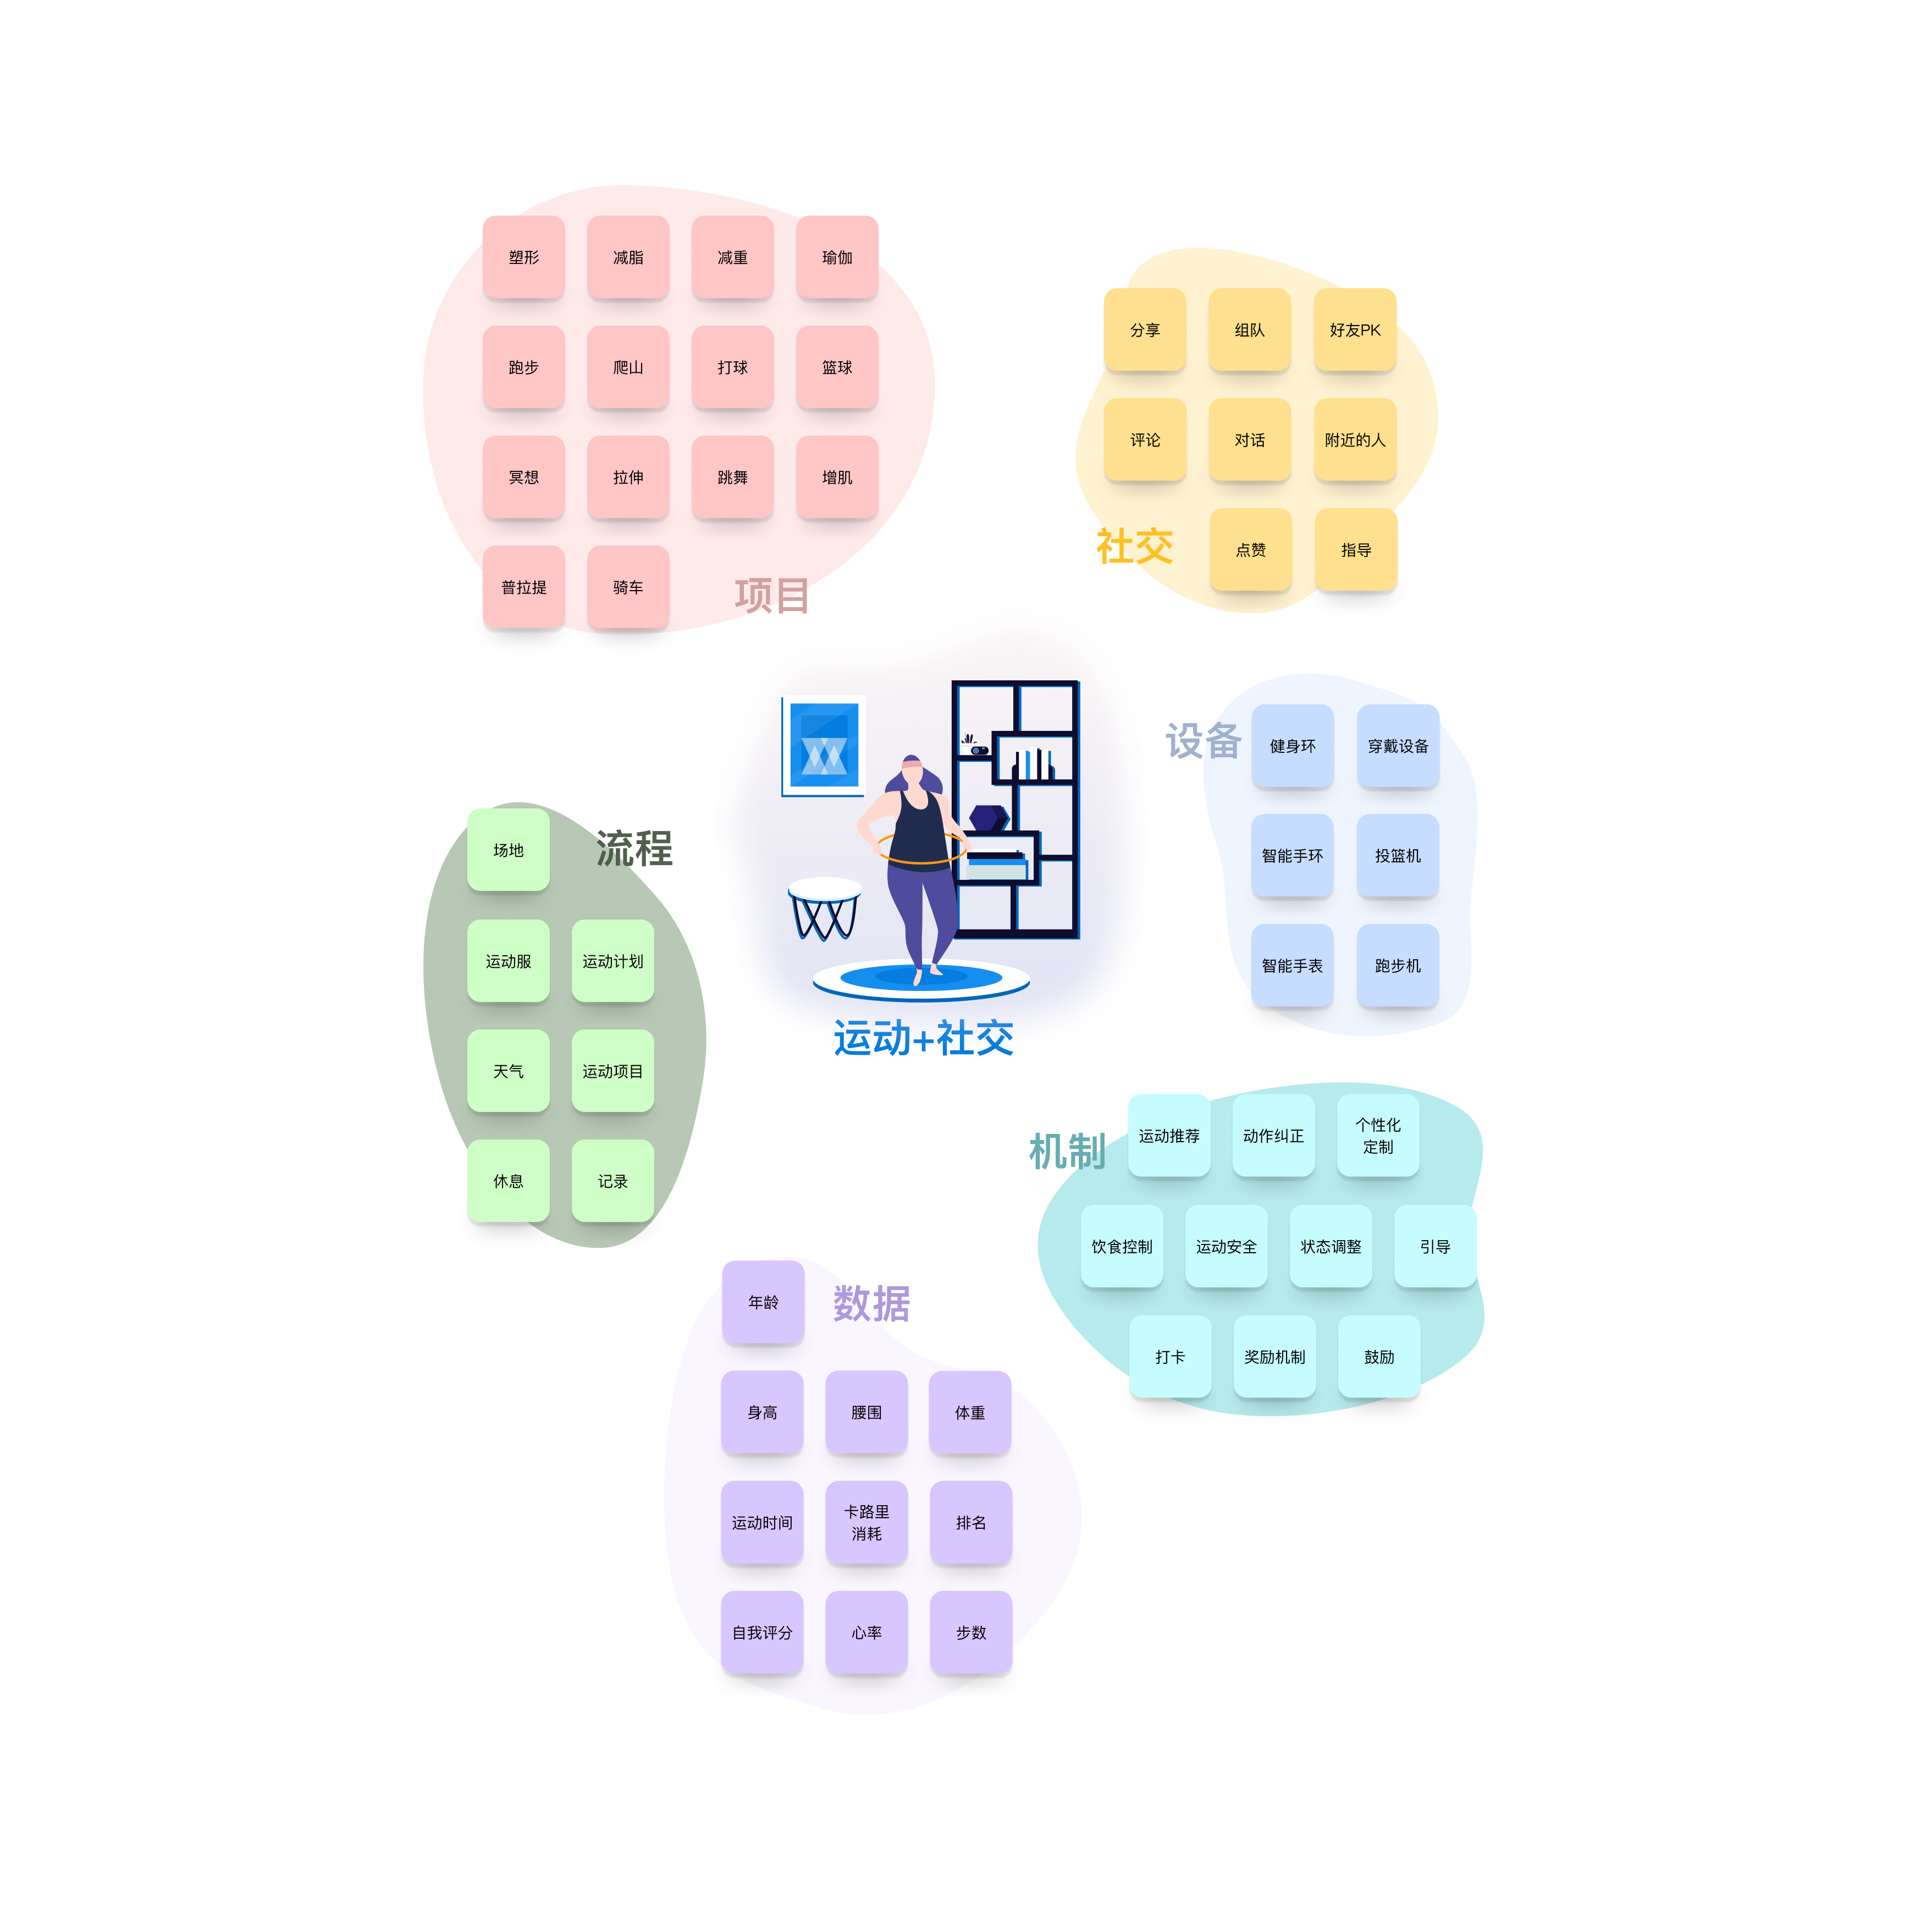 塑形
减脂
减重
瑜伽
跑步
爬山
打球
篮球
冥想
拉伸
跳舞
增肌
普拉提
骑车
项目
分享
组队
好友PK
评论
对话
附近的人
社交
点赞
指导
设备
健身环
穿戴设备
智能手环
投篮机
智能手表
跑步机
运动+社交
场地
流程
运动服
运动计划
天气
运动项目
休息
记录
机制
运动推荐
动作纠正
个性化
定制
饮食控制
运动安全
状态调整
引导
打卡
奖励机制
鼓励
年龄
数据
身高
腰围
体重
运动时间
卡路里
消耗
排名
自我评分
心率
步数